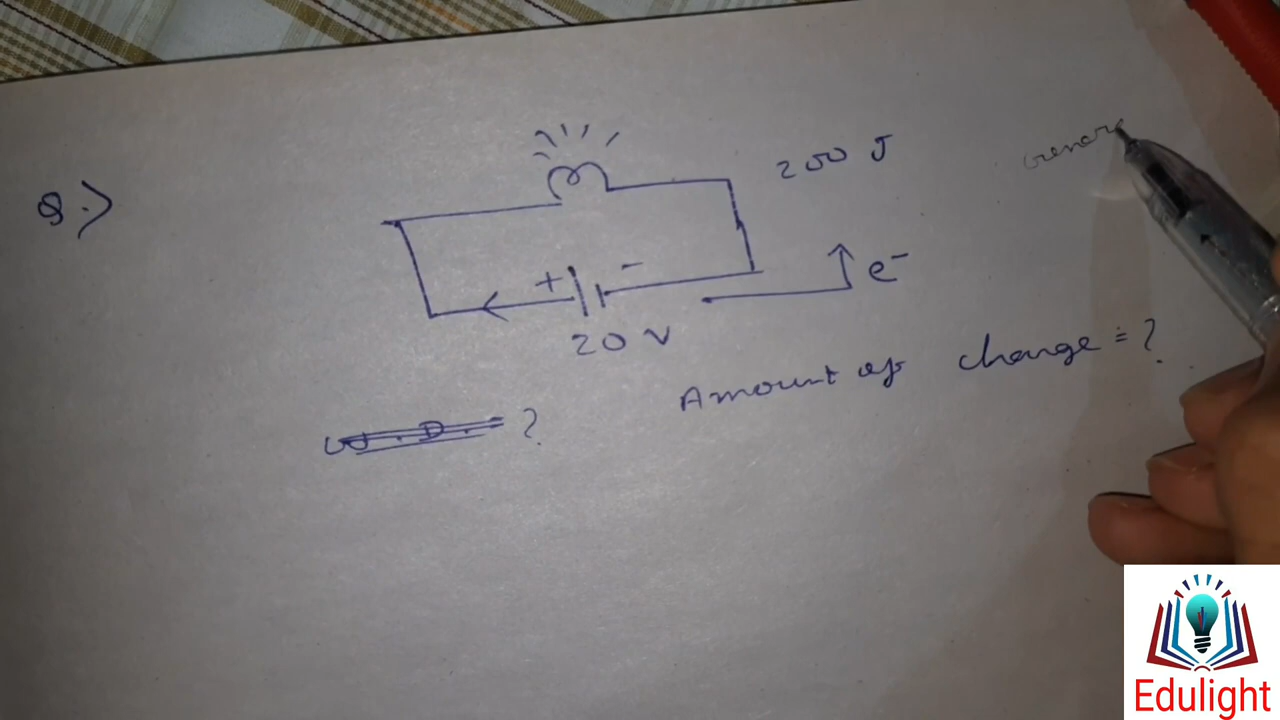 Q.)
200 J
+ -
e-
20 V
Amount of charge = ?
W.D. = ?
Edulight